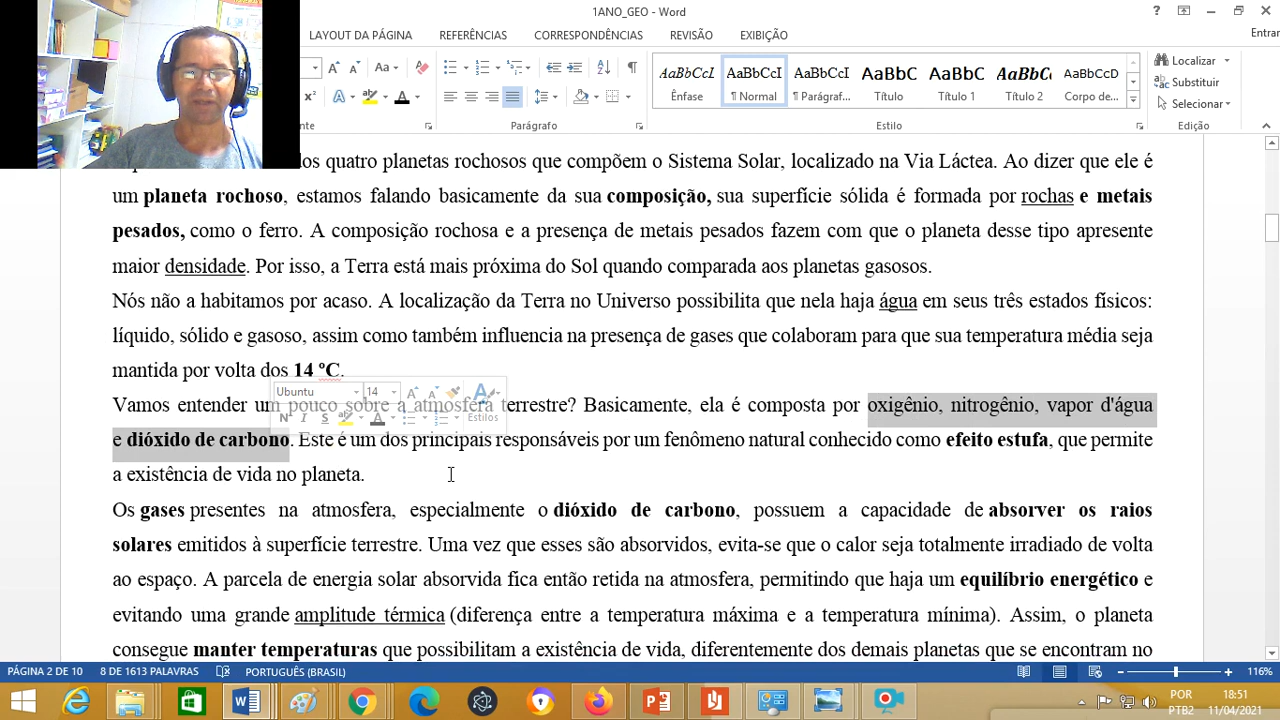 1ANO_GEO - Word
Entrar
LAYOUT DA PÁGINA REFERÊNCIAS CORRESPONDÊNCIAS REVISÃO EXIBIÇÃO
Aa
AaBbCcI AaBbCcI AaBbCcI AaBbC AaBbC AaBbCc AaBbCcD
Ênfase ¶ Normal ¶ Parágraf... Título Título 1 Título 2 Corpo de...
Localizar
Substituir
Selecionar
Parágrafo Estilo Edição
os quatro planetas rochosos que compõem o Sistema Solar, localizado na Via Láctea. Ao dizer que ele é
um planeta rochoso, estamos falando basicamente da sua composição, sua superfície sólida é formada por rochas e metais
pesados, como o ferro. A composição rochosa e a presença de metais pesados fazem com que o planeta desse tipo apresente
maior densidade. Por isso, a Terra está mais próxima do Sol quando comparada aos planetas gasosos.
Nós não a habitamos por acaso. A localização da Terra no Universo possibilita que nela haja água em seus três estados físicos:
líquido, sólido e gasoso, assim como também influencia na presença de gases que colaboram para que sua temperatura média seja
mantida por volta dos 14 ºC.
Ubuntu 14
Estilos
Vamos entender um pouco sobre a atmosfera terrestre? Basicamente, ela é composta por oxigênio, nitrogênio, vapor d'água
e dióxido de carbono. Este é um dos principais responsáveis por um fenômeno natural conhecido como efeito estufa, que permite
a existência de vida no planeta.
Os gases presentes na atmosfera, especialmente o dióxido de carbono, possuem a capacidade de absorver os raios
solares emitidos à superfície terrestre. Uma vez que esses são absorvidos, evita-se que o calor seja totalmente irradiado de volta
ao espaço. A parcela de energia solar absorvida fica então retida na atmosfera, permitindo que haja um equilíbrio energético e
evitando uma grande amplitude térmica (diferença entre a temperatura máxima e a temperatura mínima). Assim, o planeta
consegue manter temperaturas que possibilitam a existência de vida, diferentemente dos demais planetas que se encontram no
PÁGINA 2 DE 10 8 DE 1613 PALAVRAS PORTUGUÊS (BRASIL) 116%
POR 18:51
PTB2 11/04/2021